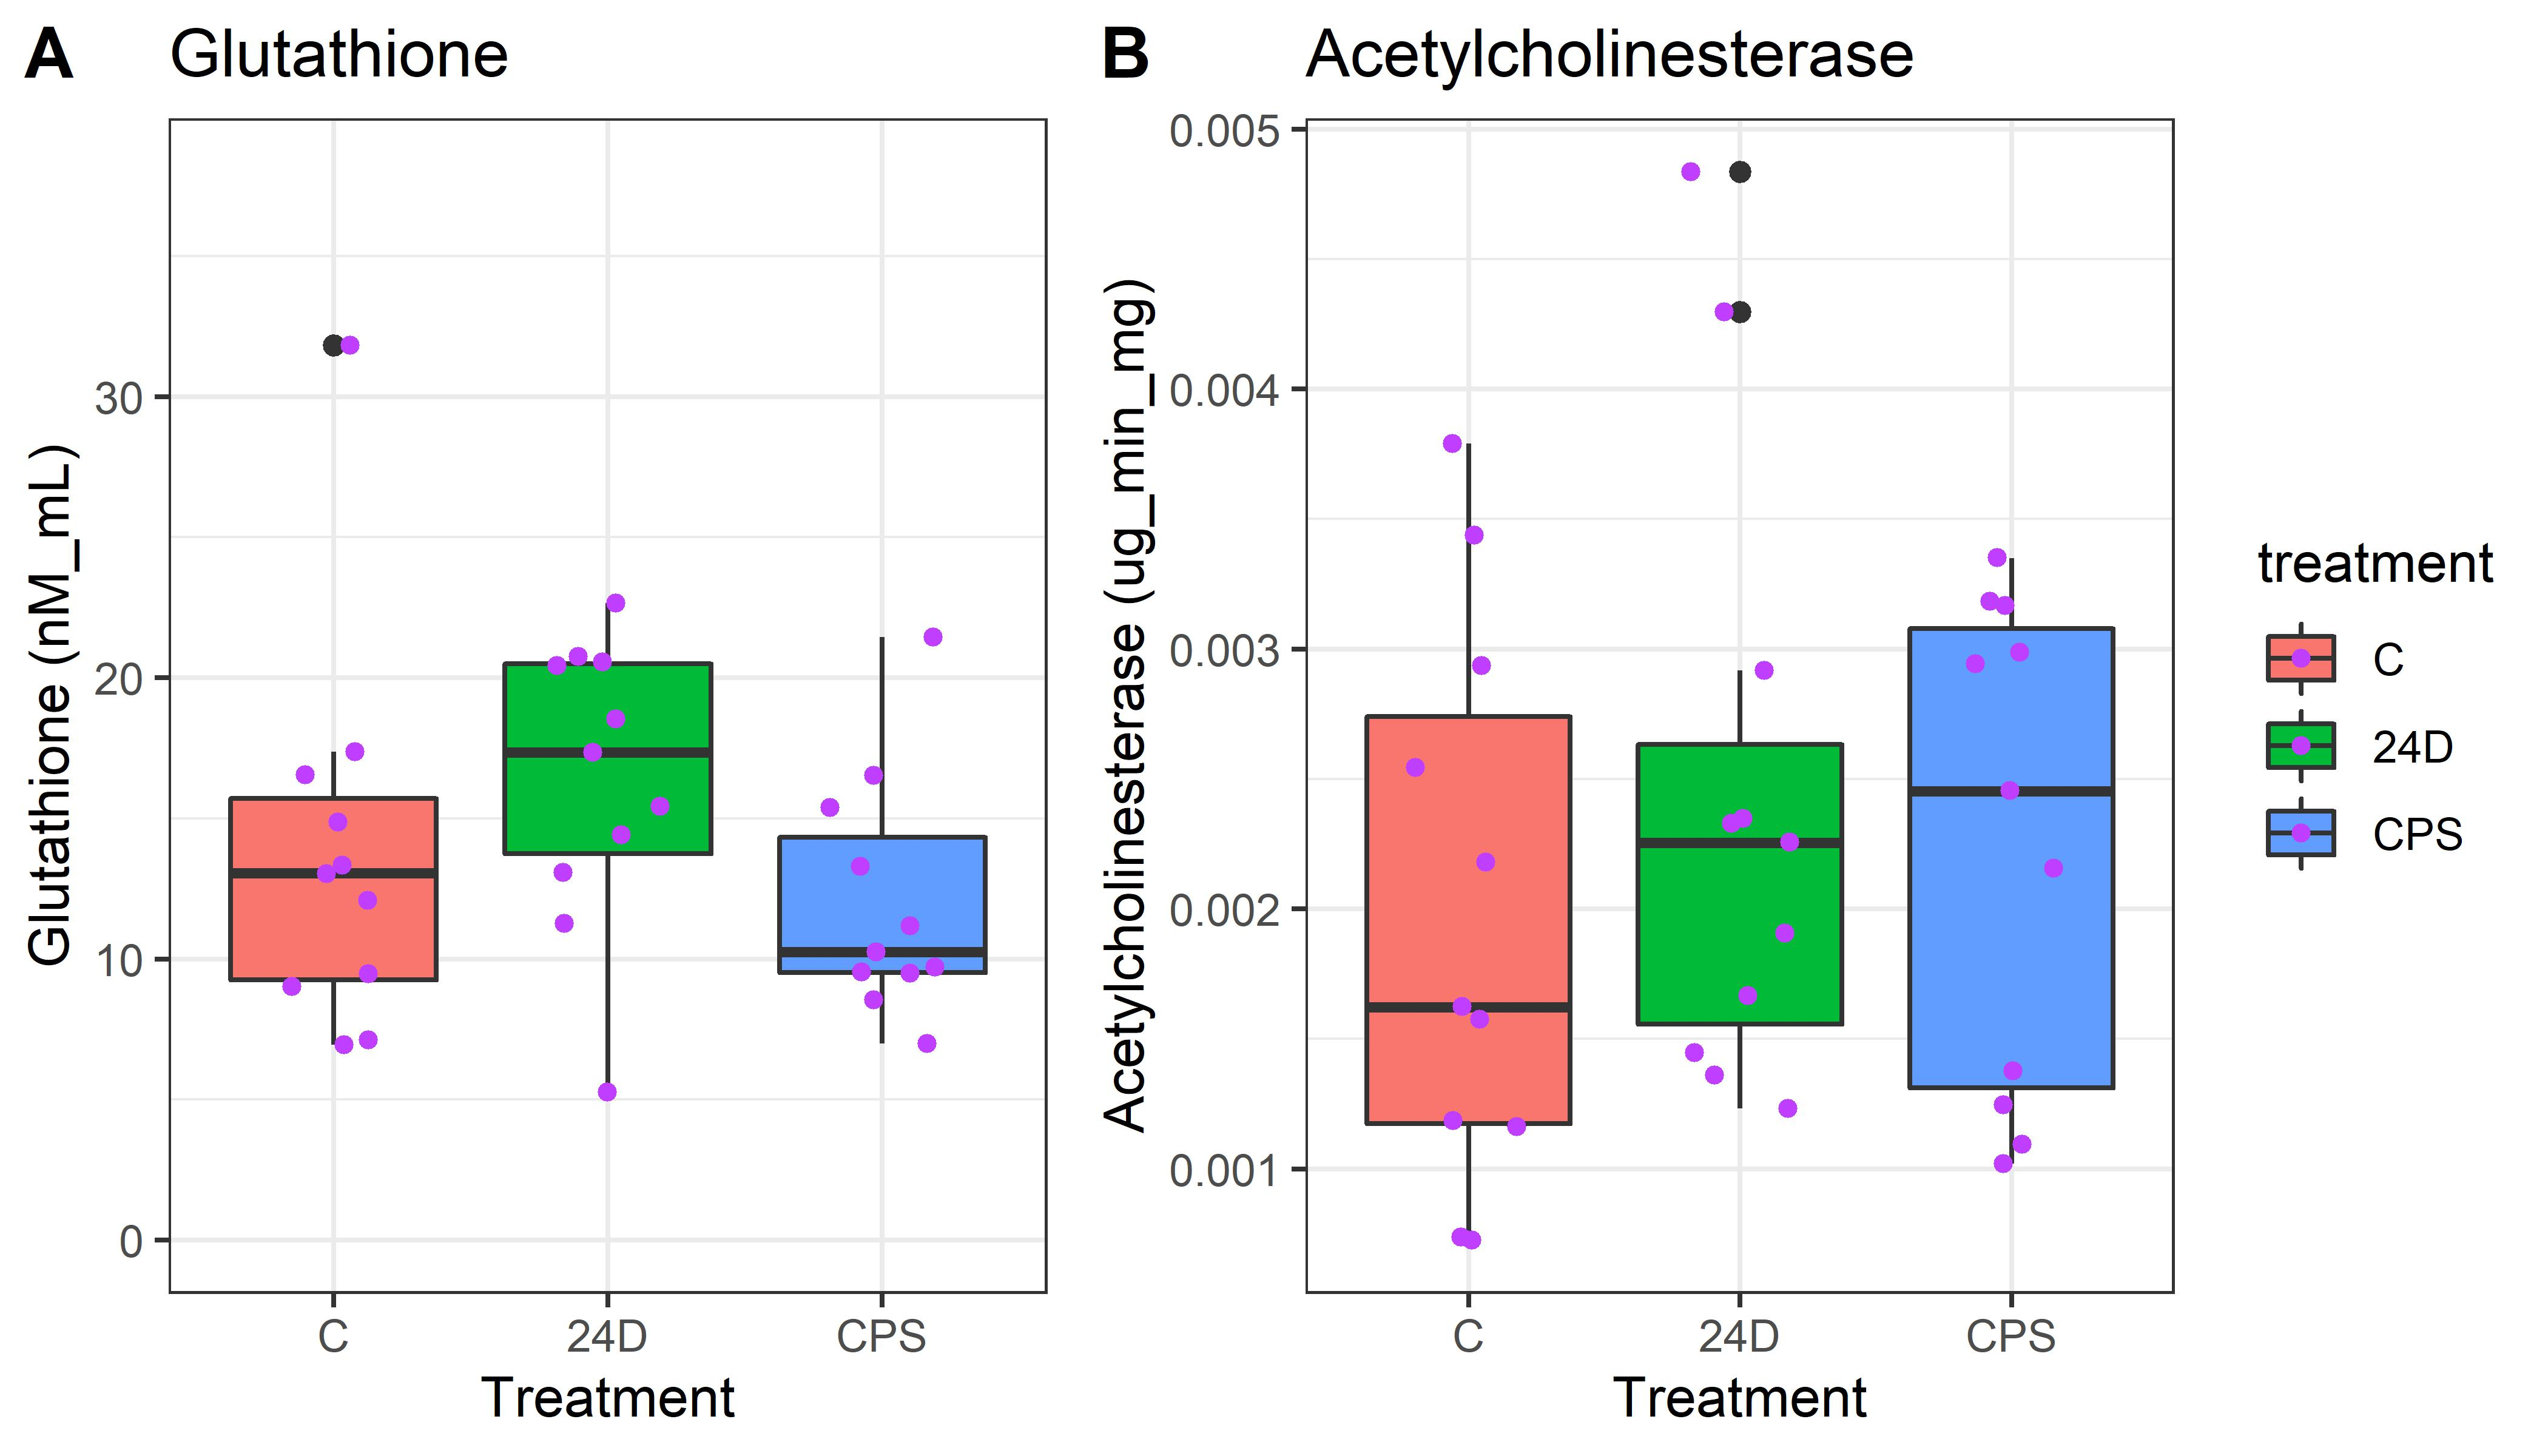 A Glutathione
Glutathione (nM_mL)
30
20
10
0
C 24D CPS
Treatment
B Acetylcholinesterase
Acetylcholinesterase (ug_min_mg)
0.005
0.004
0.003
0.002
0.001
C 24D CPS
Treatment
treatment
C
24D
CPS